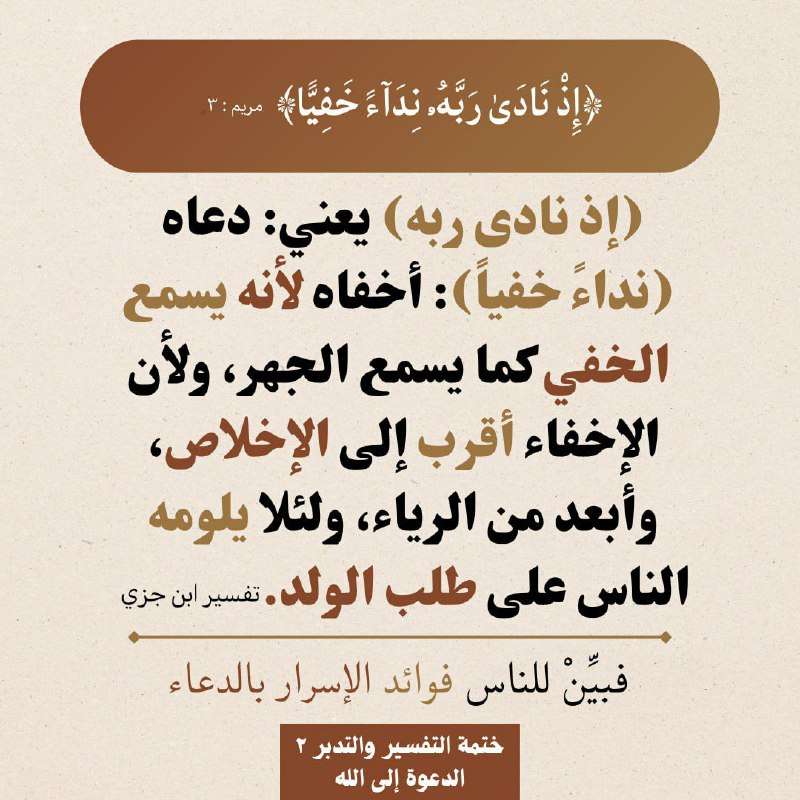 ﴿إِذْ نَادَىٰ رَبَّهُۥ نِدَآءً خَفِيًّا﴾ مريم : ٣.
(إذ نادى ربه) يعني: دعاه
(نداءً خفياً): أخفاه لأنه يسمع
الخفي كما يسمع الجهر، ولأن
الإخفاء أقرب إلى الإخلاص،
وأبعد من الرياء، ولئلا يلومه
الناس على طلب الولد. تفسير ابن جزي
فبيِّنْ للناس فوائد الإسرار بالدعاء
ختمة التفسير والتدبر ٢
الدعوة إلى الله